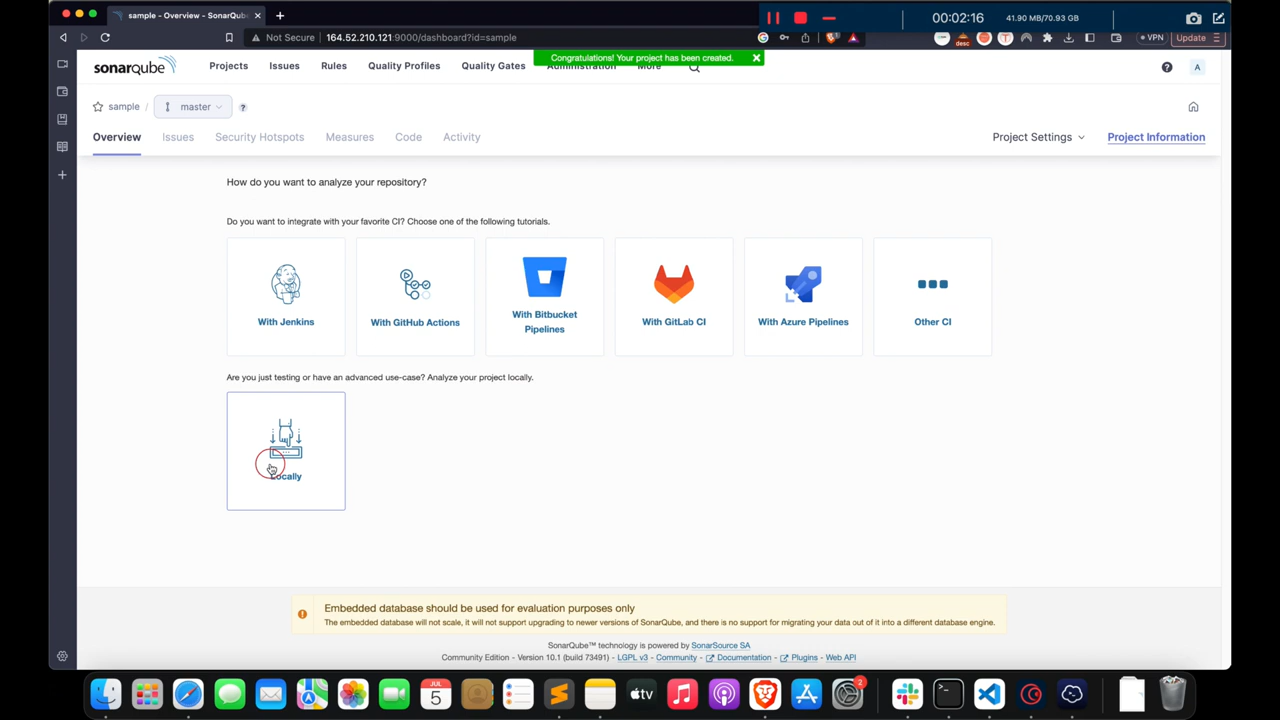 sample - Overview - SonarQub
00:02:16
41.90 MB/70.93 GB
Not Secure
164.52.210.121:9000/dashboard?id=sample
desc
VPN
Update
Congratulations! Your project has been created.
sonarqube
Projects
Issues
Rules
Quality Profiles
Quality Gates
Administration
More
A
sample /
master
?
Overview
Issues
Security Hotspots
Measures
Code
Activity
Project Settings
Project Information
How do you want to analyze your repository?
Do you want to integrate with your favorite CI? Choose one of the following tutorials.
With Jenkins
With GitHub Actions
With Bitbucket
Pipelines
With GitLab CI
With Azure Pipelines
Other CI
Are you just testing or have an advanced use-case? Analyze your project locally.
Locally
Embedded database should be used for evaluation purposes only
The embedded database will not scale, it will not support upgrading to newer versions of SonarQube, and there is no support for migrating your data out of it into a different database engine.
SonarQube™ technology is powered by SonarSource SA
Community Edition - Version 10.1 (build 73491) - LGPL v3 - Community - Documentation - Plugins - Web API
JUL
5
tv
2